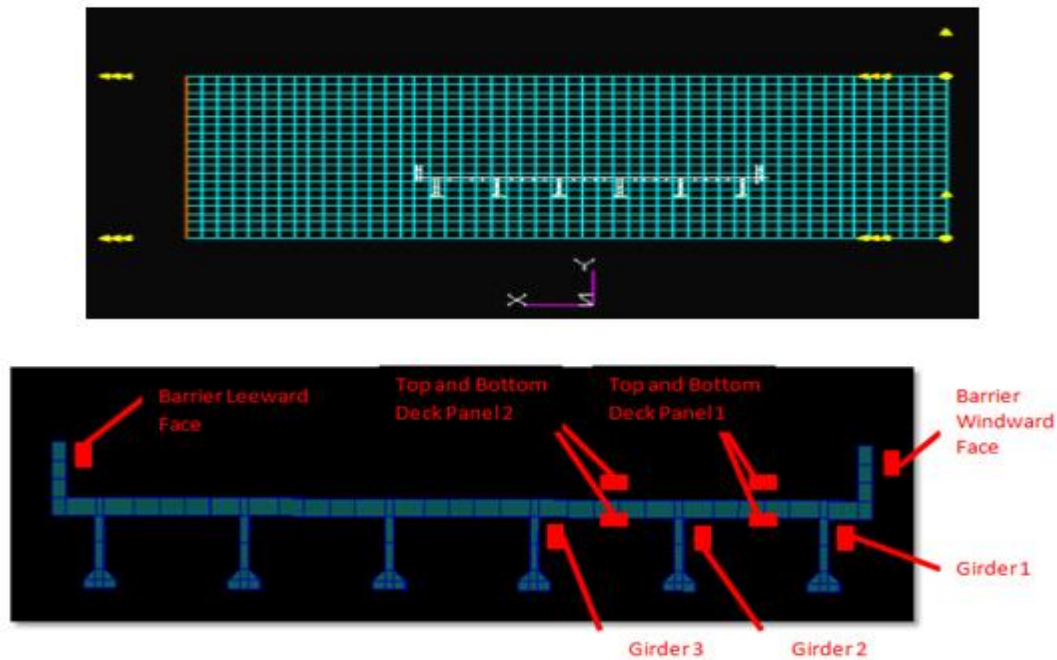 Y
X
Z
Barrier Leeward
Face
Top and Bottom
Deck Panel 2
Top and Bottom
Deck Panel 1
Barrier
Windward
Face
Girder 1
Girder 3
Girder 2